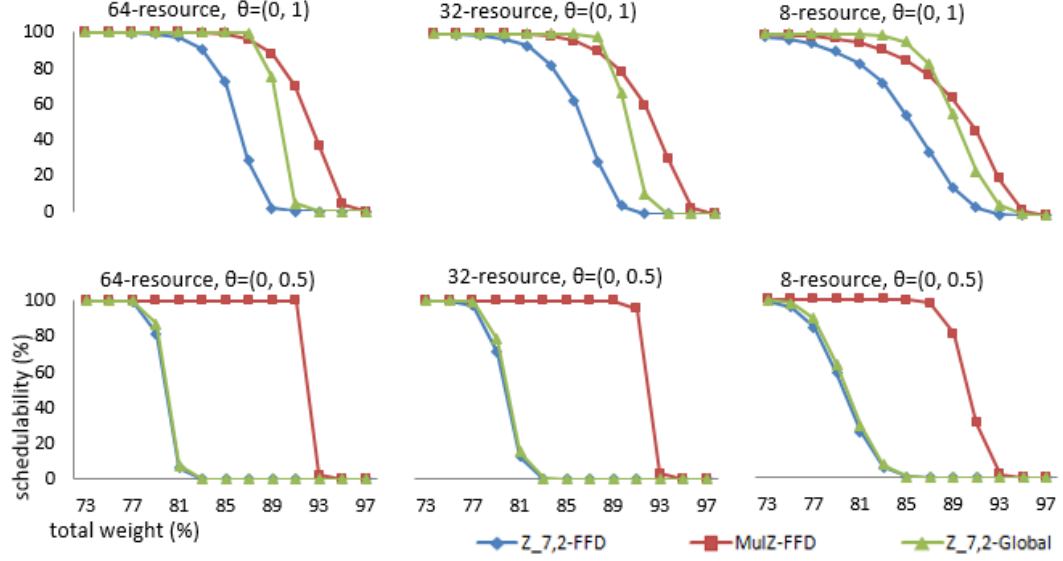 64-resource, θ=(0, 1)
32-resource, θ=(0, 1)
8-resource, θ=(0, 1)
100
80
60
40
20
0
64-resource, θ=(0, 0.5)
32-resource, θ=(0, 0.5)
8-resource, θ=(0, 0.5)
schedulability (%)
100
80
60
40
20
0
73 77 81 85 89 93 97
73 77 81 85 89 93 97
73 77 81 85 89 93 97
total weight (%)
Z_7,2-FFD
MulZ-FFD
Z_7,2-Global